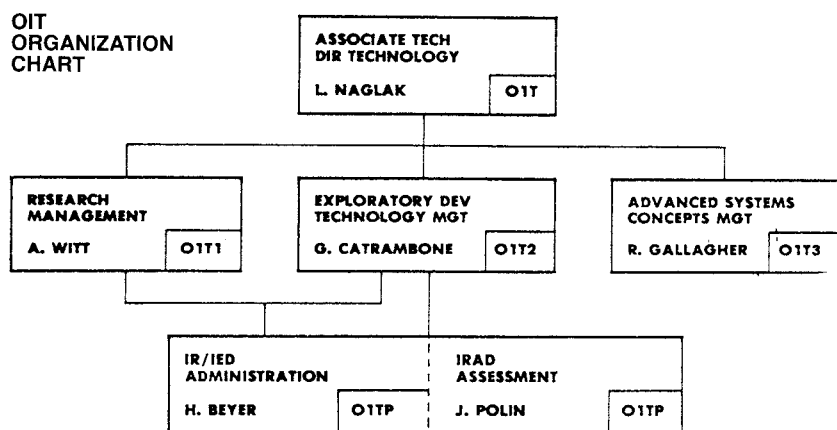 OIT
ORGANIZATION
CHART
ASSOCIATE TECH
DIR TECHNOLOGY
L. NAGLAK
O1T
RESEARCH
MANAGEMENT
A. WITT
O1T1
EXPLORATORY DEV
TECHNOLOGY MGT
G. CATRAMBONE
O1T2
ADVANCED SYSTEMS
CONCEPTS MGT
R. GALLAGHER
O1T3
IR/IED
ADMINISTRATION
H. BEYER
O1TP
IRAD
ASSESSMENT
J. POLIN
O1TP